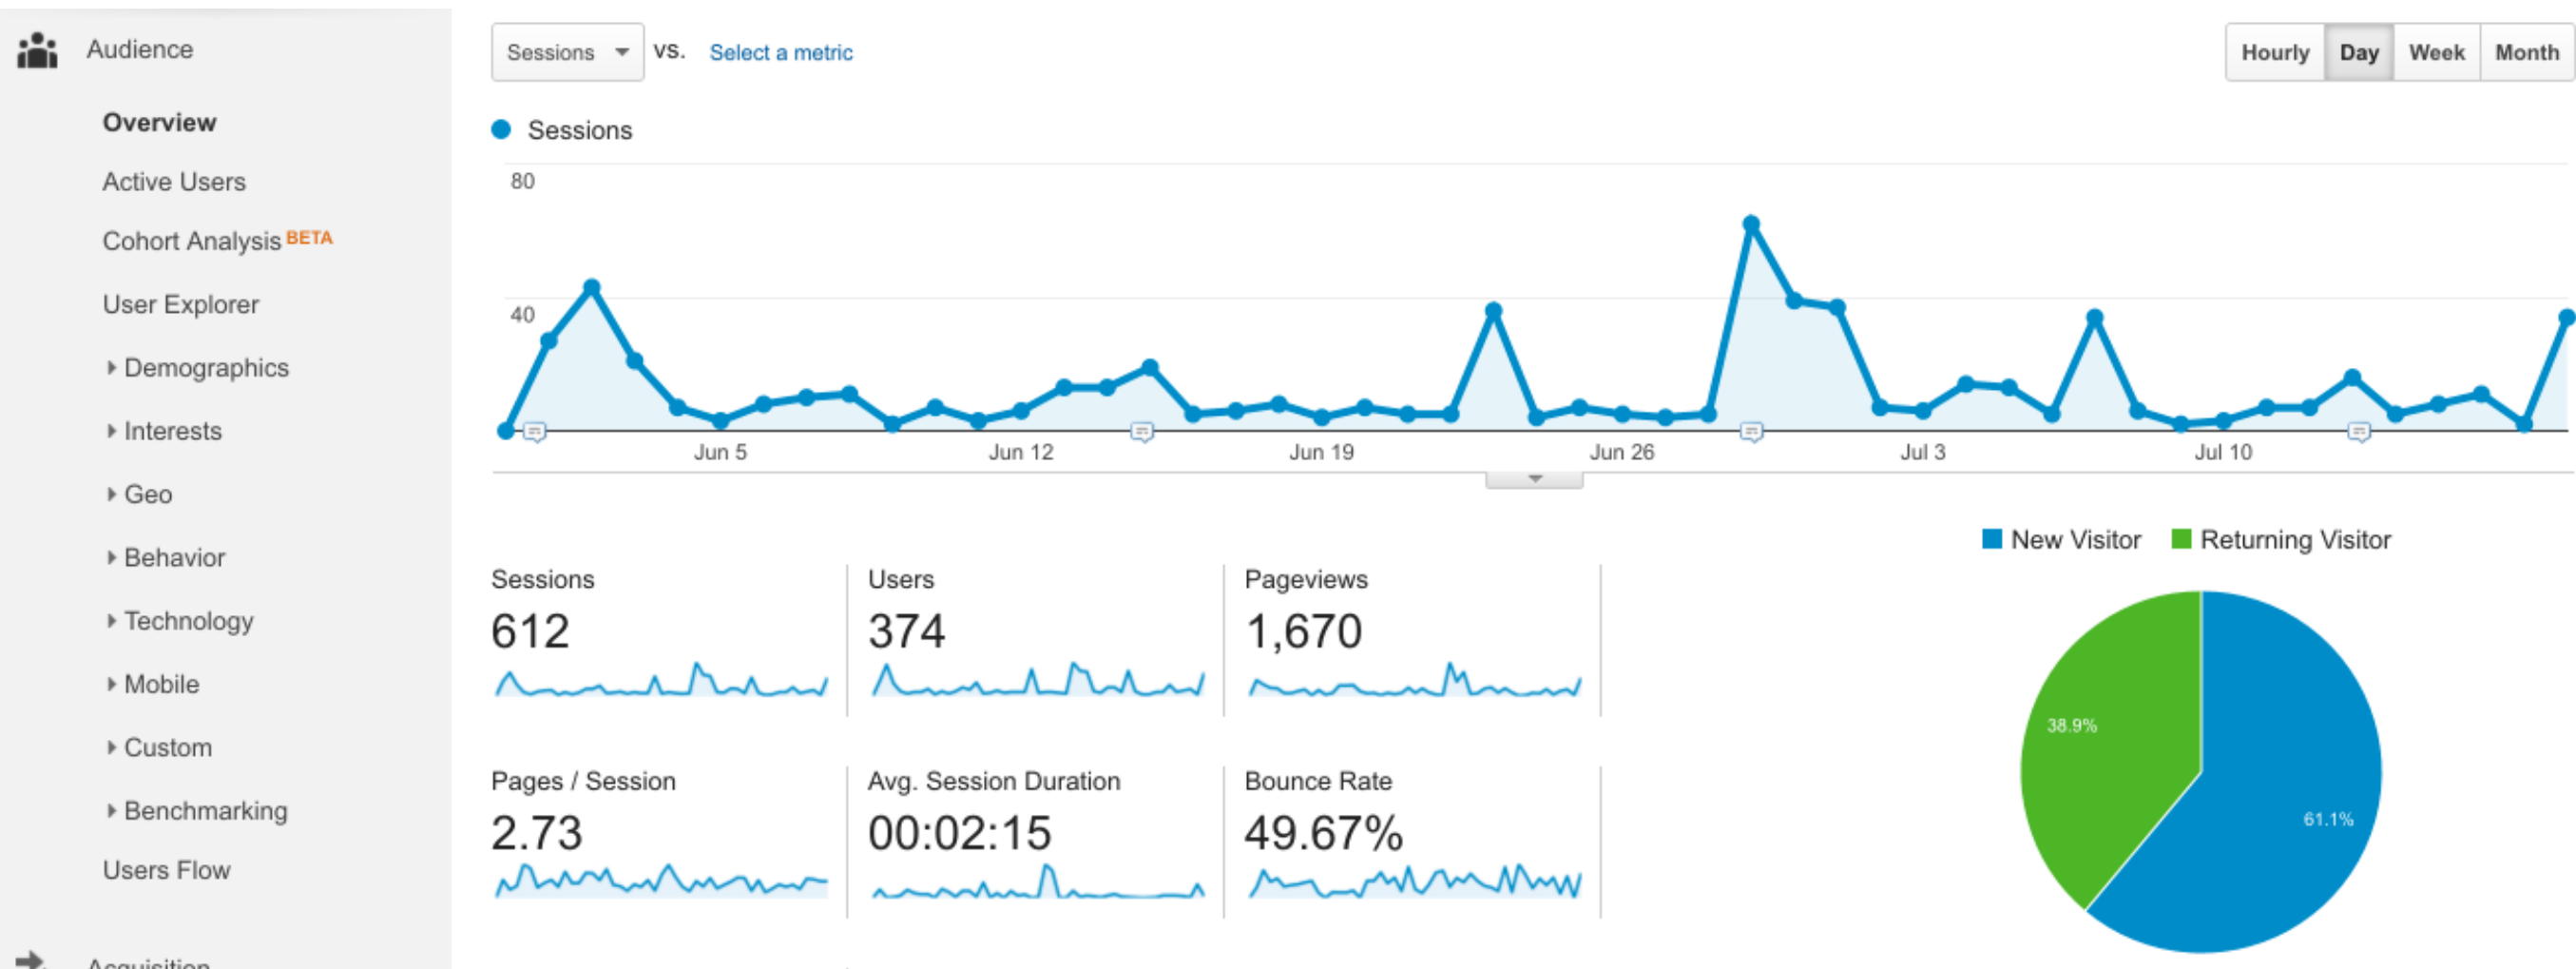 Audience
Overview
Active Users
Cohort Analysis BETA
User Explorer
Demographics
Interests
Geo
Behavior
Technology
Mobile
Custom
Benchmarking
Users Flow
Acquisition
Sessions vs. Select a metric
Hourly Day Week Month
Sessions
80
40
Jun 5 Jun 12 Jun 19 Jun 26 Jul 3 Jul 10
Sessions Users Pageviews
612 374 1,670
Pages / Session Avg. Session Duration Bounce Rate
2.73 00:02:15 49.67%
New Visitor Returning Visitor
38.9%
61.1%